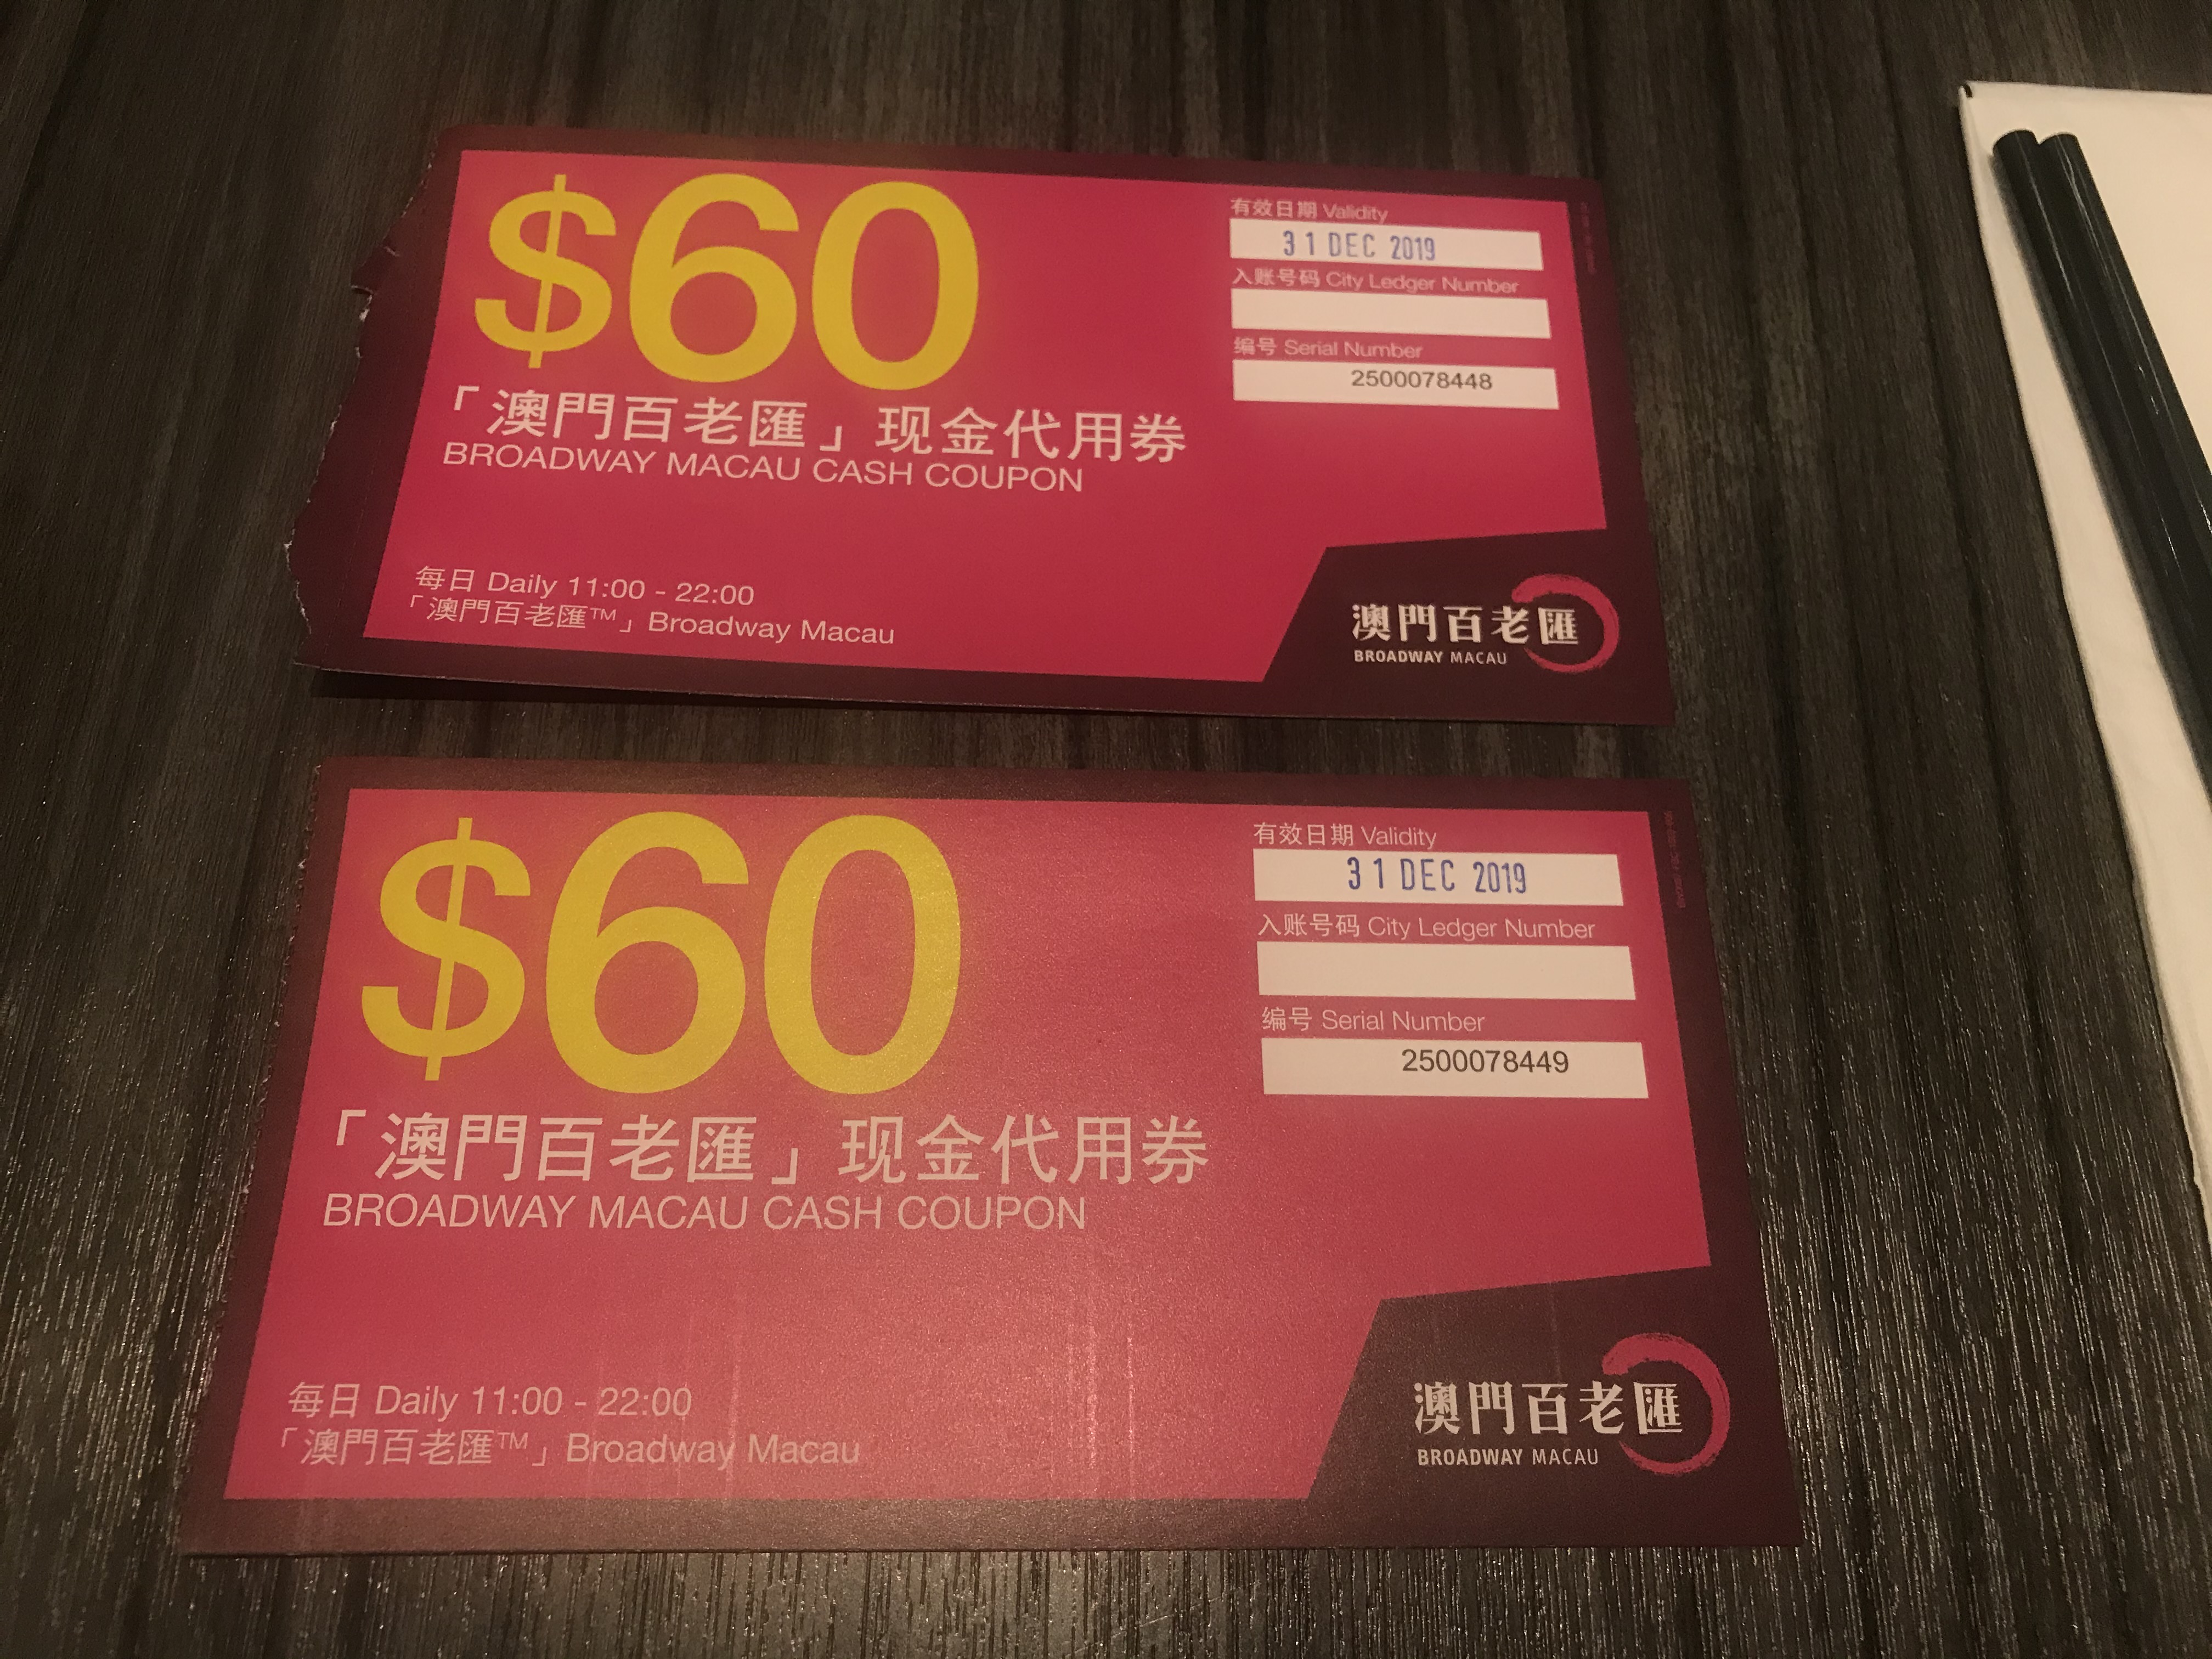 $60
「澳門百老匯」现金代用券
BROADWAY MACAU CASH COUPON
每日 Daily 11:00 - 22:00
「澳門百老匯™」Broadway Macau
有效日期 Validity
31 DEC 2019
入账号码 City Ledger Number
编号 Serial Number
2500078448
澳門百老匯
BROADWAY MACAU
$60
「澳門百老匯」现金代用券
BROADWAY MACAU CASH COUPON
每日 Daily 11:00 - 22:00
「澳門百老匯™」Broadway Macau
有效日期 Validity
31 DEC 2019
入账号码 City Ledger Number
编号 Serial Number
2500078449
澳門百老匯
BROADWAY MACAU